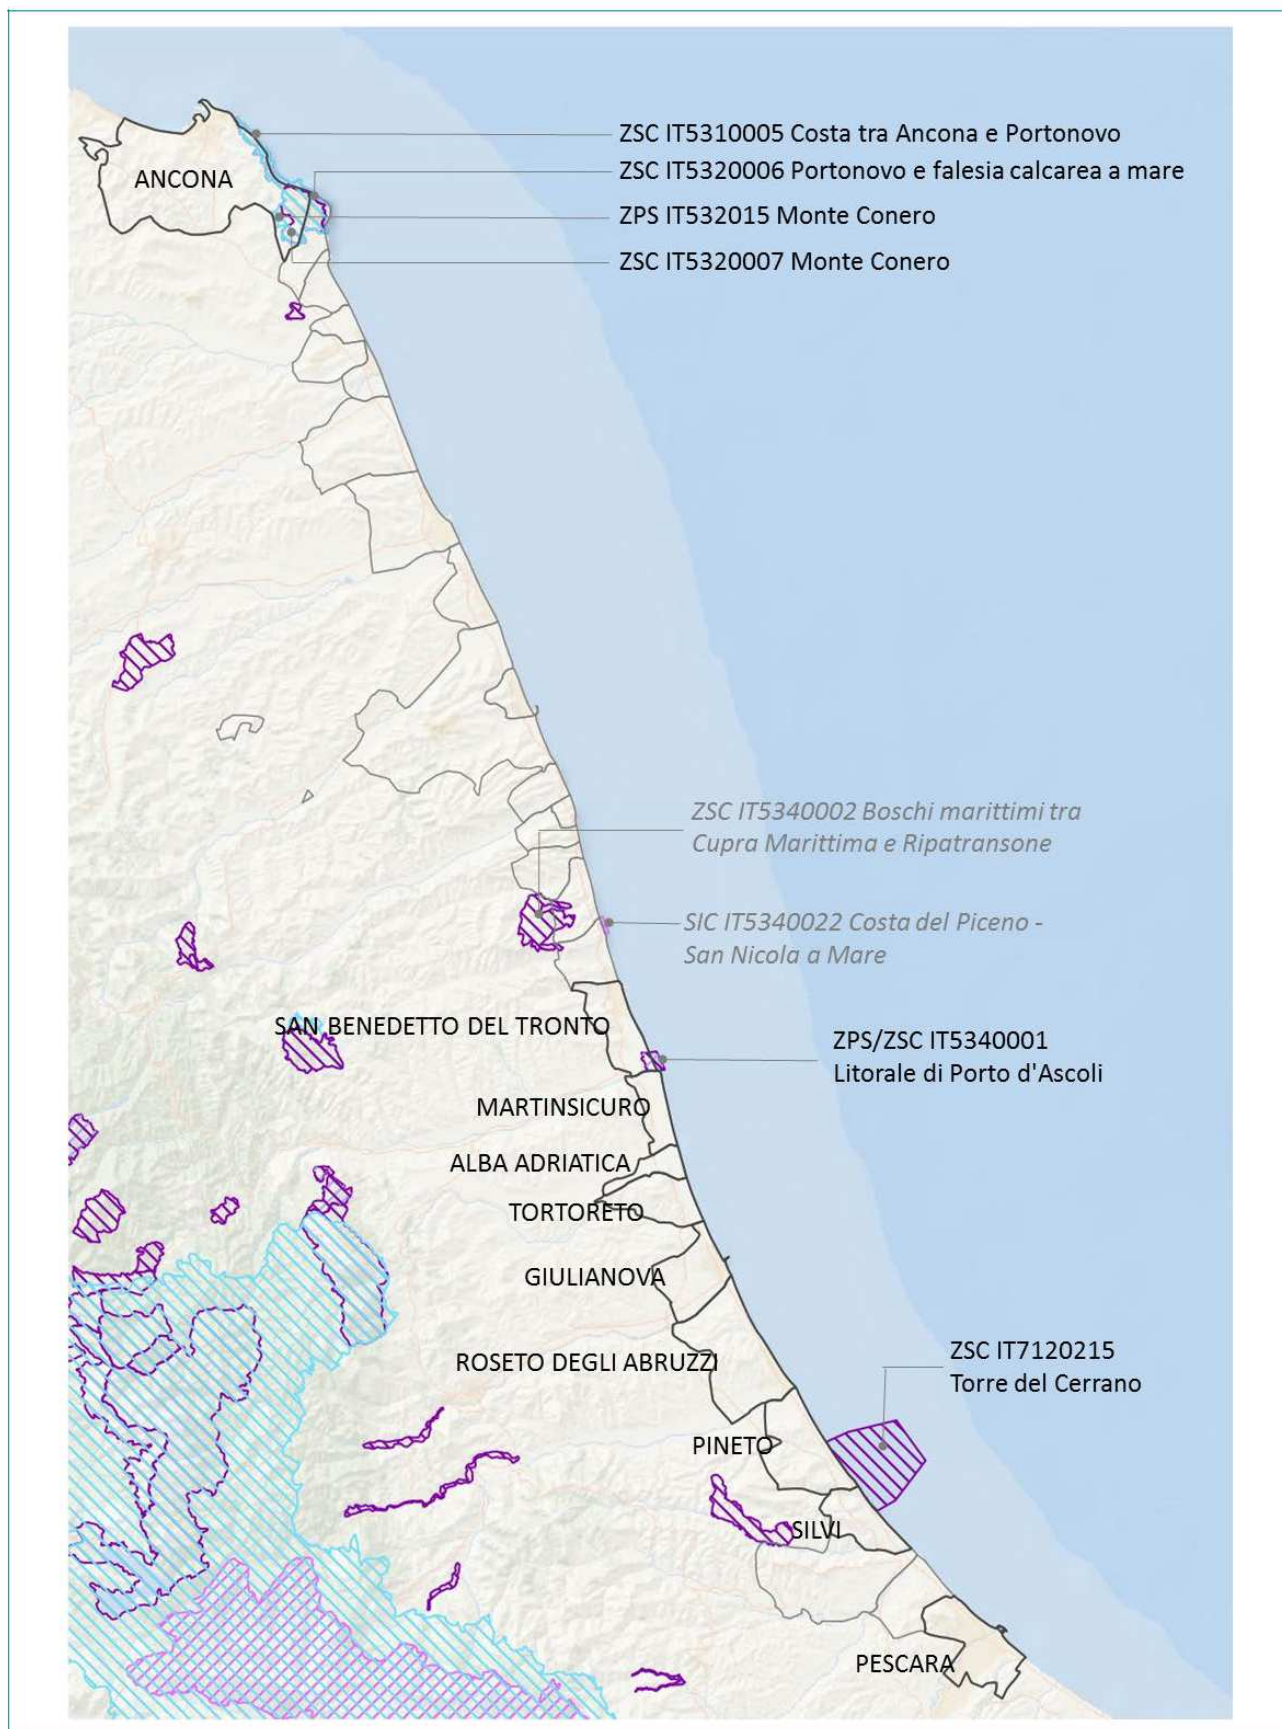 ZSC IT5310005 Costa tra Ancona e Portonovo
ZSC IT5320006 Portonovo e falesia calcarea a mare
ANCONA
ZPS IT532015 Monte Conero
ZSC IT5320007 Monte Conero
ZSC IT5340002 Boschi marittimi tra
Cupra Marittima e Ripatransone
SIC IT5340022 Costa del Piceno -
San Nicola a Mare
SAN BENEDETTO DEL TRONTO
ZPS/ZSC IT5340001
Litorale di Porto d'Ascoli
MARTINSICURO
ALBA ADRIATICA
TORTORETO
GIULIANOVA
ROSETO DEGLI ABRUZZI
ZSC IT7120215
Torre del Cerrano
PINETO
SILVI
PESCARA